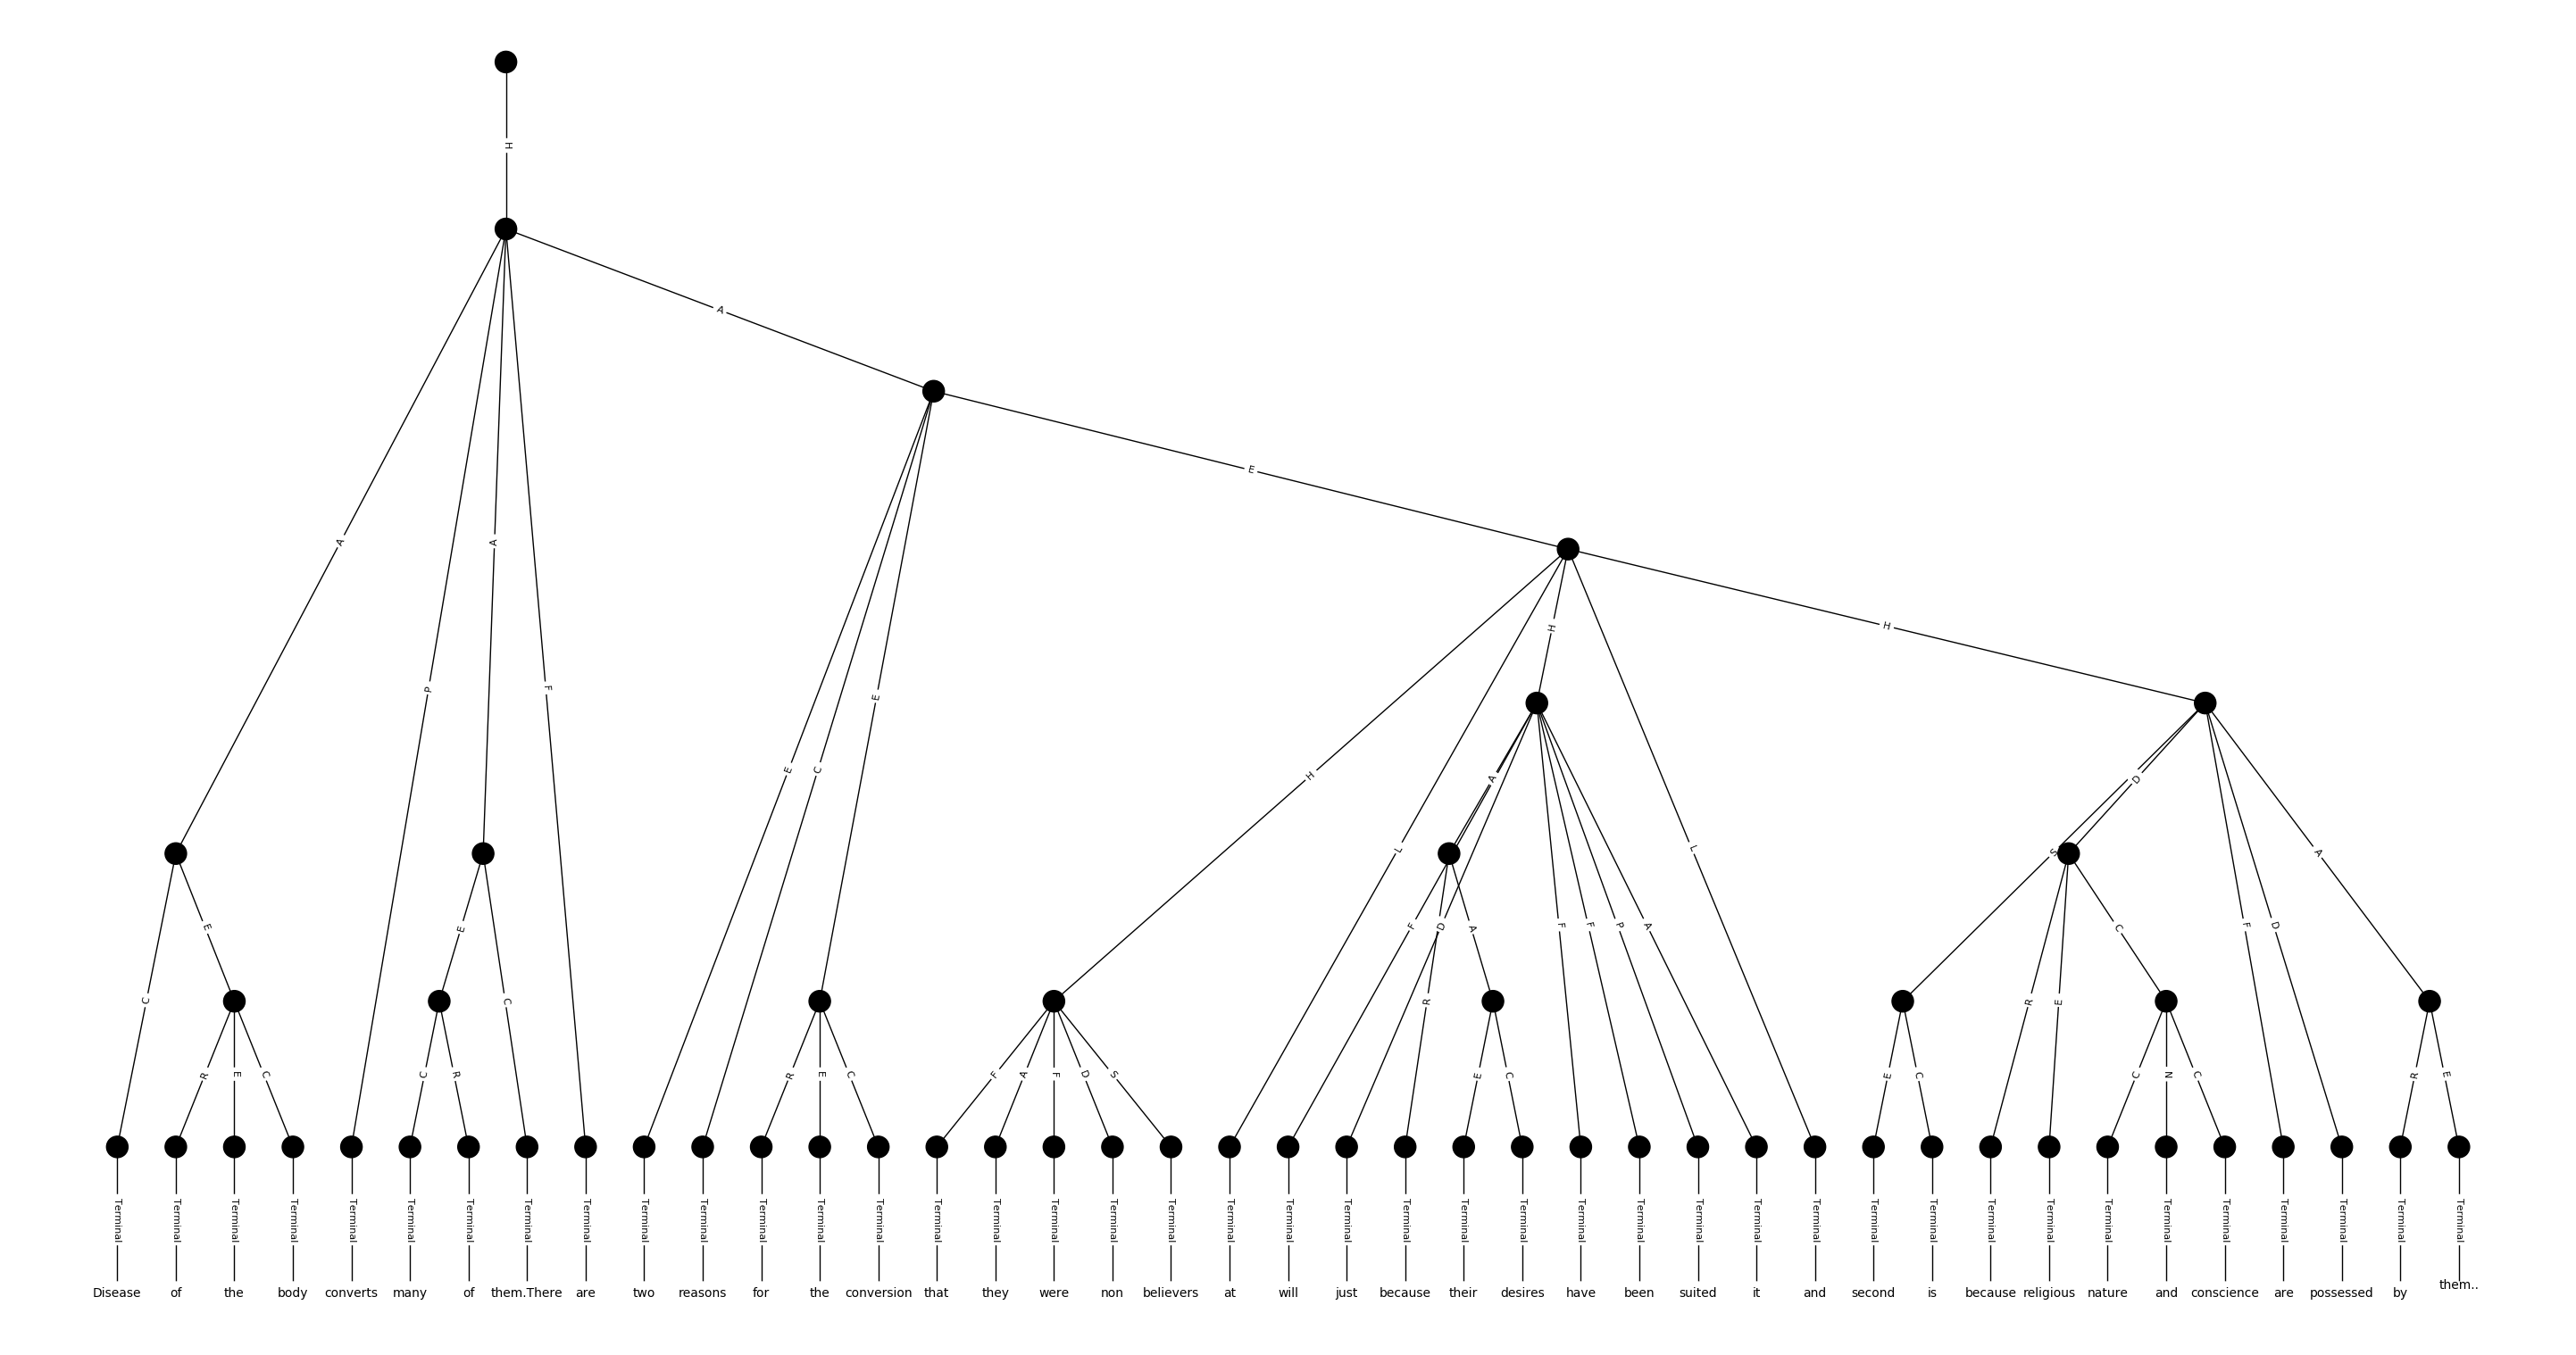 H
A
E
H
A
A
P
F
E
C
E
H
L
H
L
A
D
S
F
D
A
C
E
E
C
R
F
D
R
A
F
F
P
A
R
E
C
R
E
C
C
R
R
E
C
F
A
F
D
S
E
C
E
C
C
N
C
R
E
Terminal Terminal Terminal Terminal Terminal Terminal Terminal Terminal Terminal Terminal Terminal Terminal Terminal Terminal Terminal Terminal Terminal Terminal Terminal Terminal Terminal Terminal Terminal Terminal Terminal Terminal Terminal Terminal Terminal Terminal Terminal Terminal Terminal Terminal Terminal Terminal Terminal Terminal Terminal Terminal Terminal
Disease of the body converts many of them.There are two reasons for the conversion that they were non believers at will just because their desires have been suited it and second is because religious nature and conscience are possessed by them..